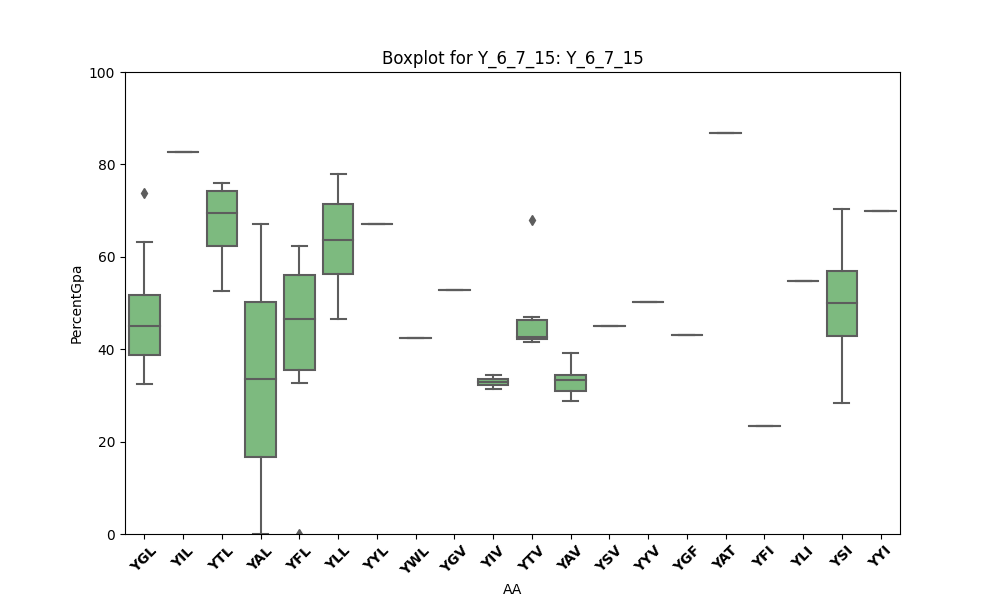 Boxplot for Y_6_7_15: Y_6_7_15
100
80
60
40
20
0
PercentGpa
YGL YIL YTL YAL YFL YLL YYL YWL YGV YIV YTV YAV YSV YYV YGF YAT YFI YLI YSI YYI
AA